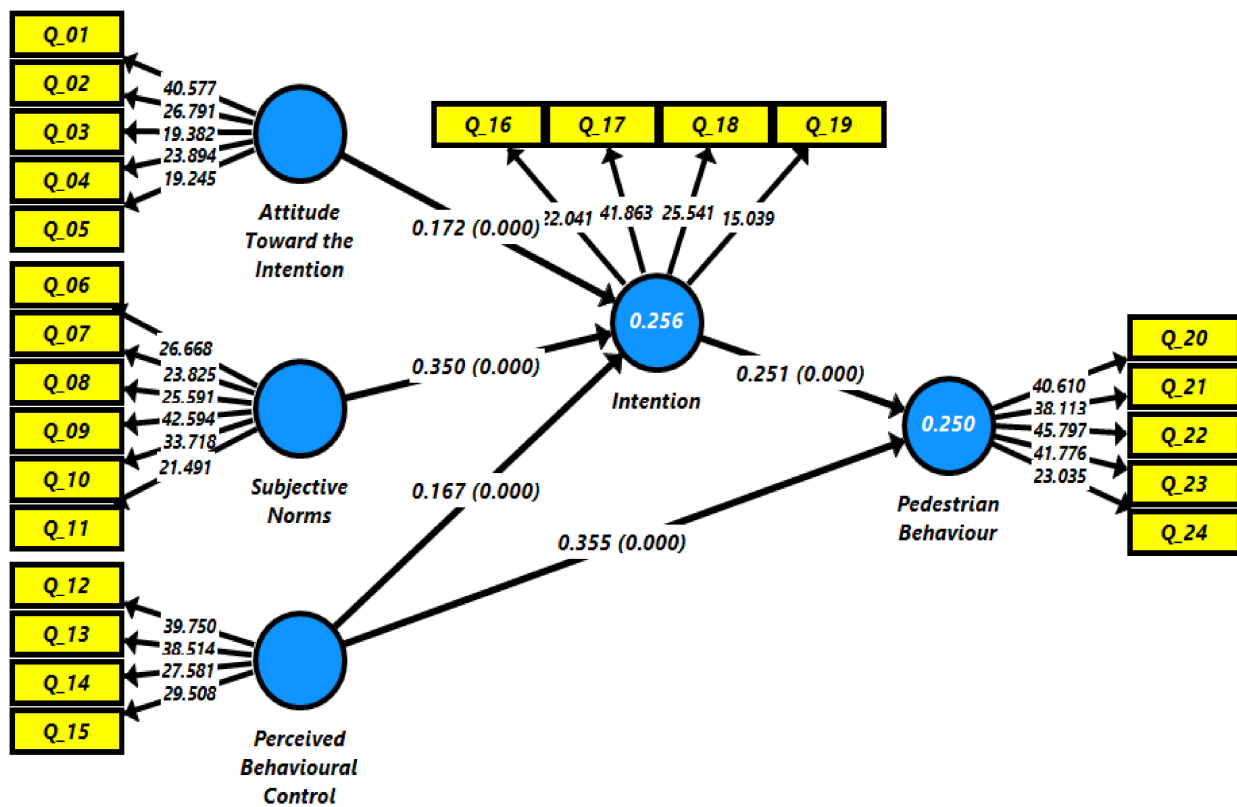 Q_01
Q_02
Q_03
Q_04
Q_05
40.577
26.791
19.382
23.894
19.245
Attitude
Toward the
Intention
Q_06
Q_07
Q_08
Q_09
Q_10
Q_11
26.668
23.825
25.591
42.594
33.718
21.491
Subjective
Norms
Q_12
Q_13
Q_14
Q_15
39.750
38.514
27.581
29.508
Perceived
Behavioural
Control
0.172 (0.000)
0.350 (0.000)
0.167 (0.000)
0.355 (0.000)
Q_16
Q_17
Q_18
Q_19
22.041
41.863
25.541
15.039
0.256
Intention
0.251 (0.000)
0.250
Pedestrian
Behaviour
40.610
38.113
45.797
41.776
23.035
Q_20
Q_21
Q_22
Q_23
Q_24